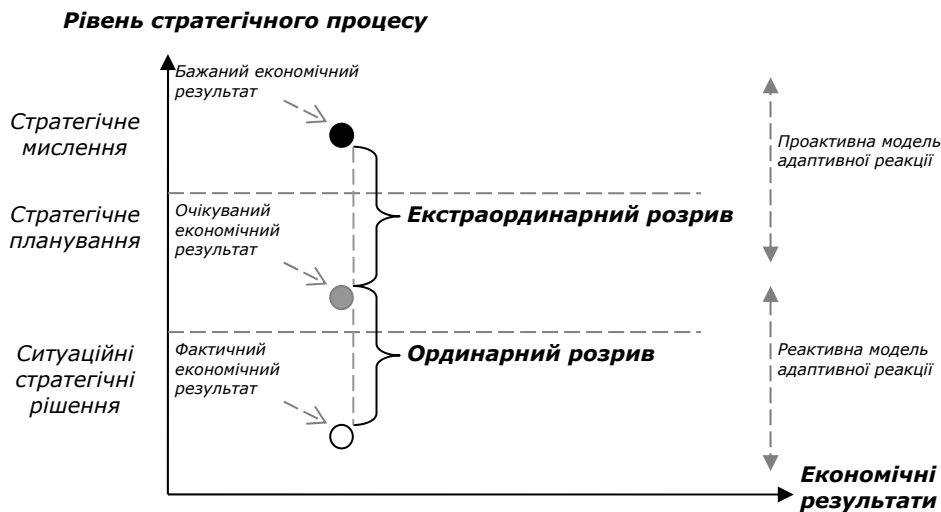 Рівень стратегічного процесу
Бажаний економічний
результат
Стратегічне
мислення
Проактивна модель
адаптивної реакції
Стратегічне
планування
Очікуваний
економічний
результат
Екстраординарний розрив
Ситуаційні
стратегічні
рішення
Фактичний
економічний
результат
Ординарний розрив
Реактивна модель
адаптивної реакції
Економічні
результати